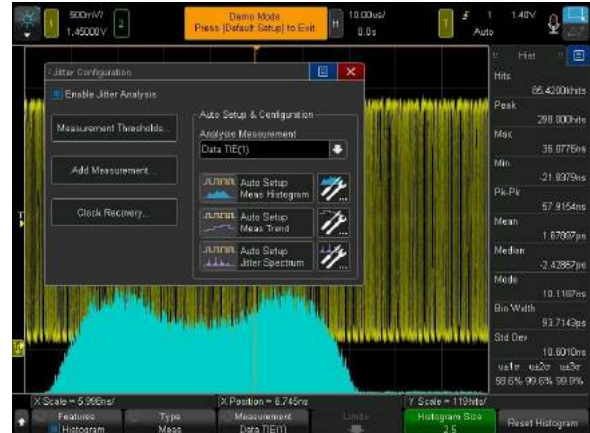 1
500mV/
1.45000V
2
Demo Mode.
Press [Default Setup] to Exit
H
10.00us/
0.0s
T
1
Auto
1.40V
Jitter Configuration
Enable Jitter Analysis
Measurement Thresholds...
Add Measurement...
Clock Recovery...
Auto Setup & Configuration
Analysis Measurement
Data TIE(1)
Auto Setup
Meas Histogram
Auto Setup
Meas Trend
Auto Setup
Jitter Spectrum
Hist
Hits
Peak
298.000hits
Max
35.0776ns
Min
-21.8379ns
Pk-Pk
57.9154ns
Mean
Median
-2.42857ps
Mode
10.1187ns
Bin Width
93.7143ps
Std Dev
10.6010ns
u±1σ u±2σ u±3σ
X Scale = 5.998ns/
X Position = 6.745ns
Y Scale = 119hits/
Features
Histogram
Type
Meas
Measurement
Data TIE(1)
Limits
Histogram Size
2.5
Reset Histogram